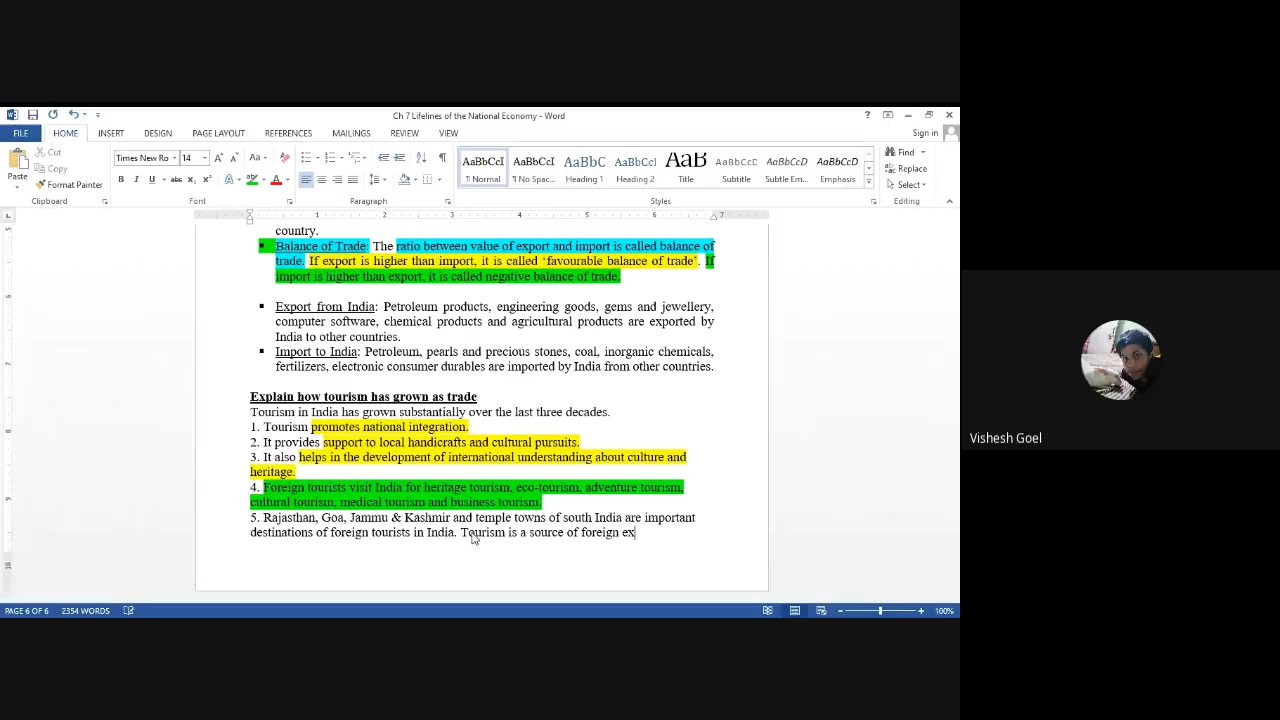 Ch 7 Lifelines of the National Economy - Word
FILE HOME INSERT DESIGN PAGE LAYOUT REFERENCES MAILINGS REVIEW VIEW Sign in
Cut
Copy
Paste
Format Painter
Times New Ro 14
AaBbCcI AaBbCcI AaBbC AaBbCcI AaB AaBbCcD AaBbCcD AaBbCcD
¶ Normal ¶ No Spac... Heading 1 Heading 2 Title Subtitle Subtle Em... Emphasis
Find
Replace
Select
Clipboard Font Paragraph Styles Editing
1 2 3 4 5 6 7
country.
Balance of Trade: The ratio between value of export and import is called balance of
trade. If export is higher than import, it is called ‘favourable balance of trade’. If
import is higher than export, it is called negative balance of trade.
Export from India: Petroleum products, engineering goods, gems and jewellery,
computer software, chemical products and agricultural products are exported by
India to other countries.
Import to India: Petroleum, pearls and precious stones, coal, inorganic chemicals,
fertilizers, electronic consumer durables are imported by India from other countries.
Explain how tourism has grown as trade
Tourism in India has grown substantially over the last three decades.
1. Tourism promotes national integration.
2. It provides support to local handicrafts and cultural pursuits.
3. It also helps in the development of international understanding about culture and
heritage.
4. Foreign tourists visit India for heritage tourism, eco-tourism, adventure tourism,
cultural tourism, medical tourism and business tourism.
5. Rajasthan, Goa, Jammu & Kashmir and temple towns of south India are important
destinations of foreign tourists in India. Tourism is a source of foreign ex
PAGE 6 OF 6 2354 WORDS 100%
Vishesh Goel